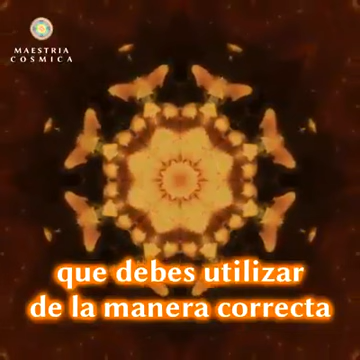 MAESTRIA
COSMICA
que debes utilizar
de la manera correcta